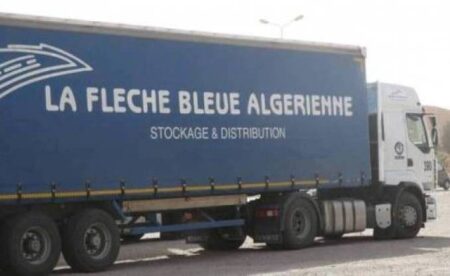 LA FLECHE BLEUE ALGERIENNE
STOCKAGE & DISTRIBUTION